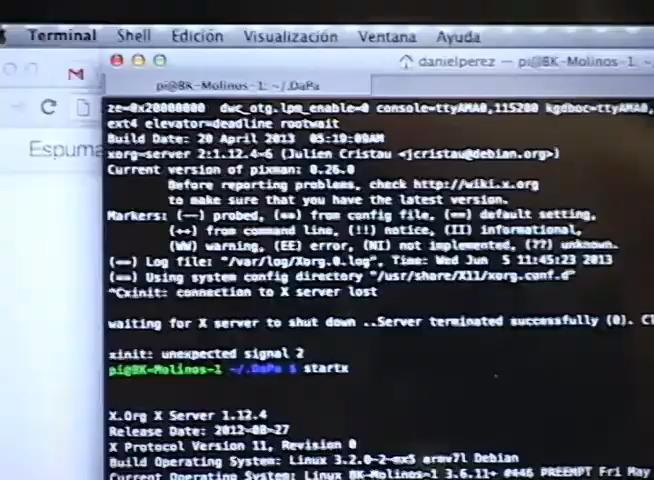 Terminal Shell Edición Visualización Ventana Ayuda
danielperez — pi@BK-Molinos-1: ~
pi@BK-Molinos-1: ~/.DaPa
Espuma
ze=0x20000000 dwc_otg.lpm_enable=0 console=ttyAMA0,115200 kgdboc=ttyAMA0,
ext4 elevator=deadline rootwait
Build Date: 20 April 2013 05:19:09AM
xorg-server 2:1.12.4-6 (Julien Cristau <jcristau@debian.org>)
Current version of pixman: 0.26.0
Before reporting problems, check http://wiki.x.org
to make sure that you have the latest version.
Markers: (--) probed, (**) from config file, (==) default setting,
(++) from command line, (!!) notice, (II) informational,
(WW) warning, (EE) error, (NI) not implemented, (??) unknown.
(==) Log file: "/var/log/Xorg.0.log", Time: Wed Jun 5 11:45:23 2013
(==) Using system config directory "/usr/share/X11/xorg.conf.d"
^Cxinit: connection to X server lost
waiting for X server to shut down ..Server terminated successfully (0). Cl
xinit: unexpected signal 2
pi@BK-Molinos-1 ~/.DaPa $ startx
X.Org X Server 1.12.4
Release Date: 2012-08-27
X Protocol Version 11, Revision 0
Build Operating System: Linux 3.2.0-2-mx5 armv7l Debian
Current Operating System: Linux BK-Molinos-1 3.6.11+ #446 PREEMPT Fri May